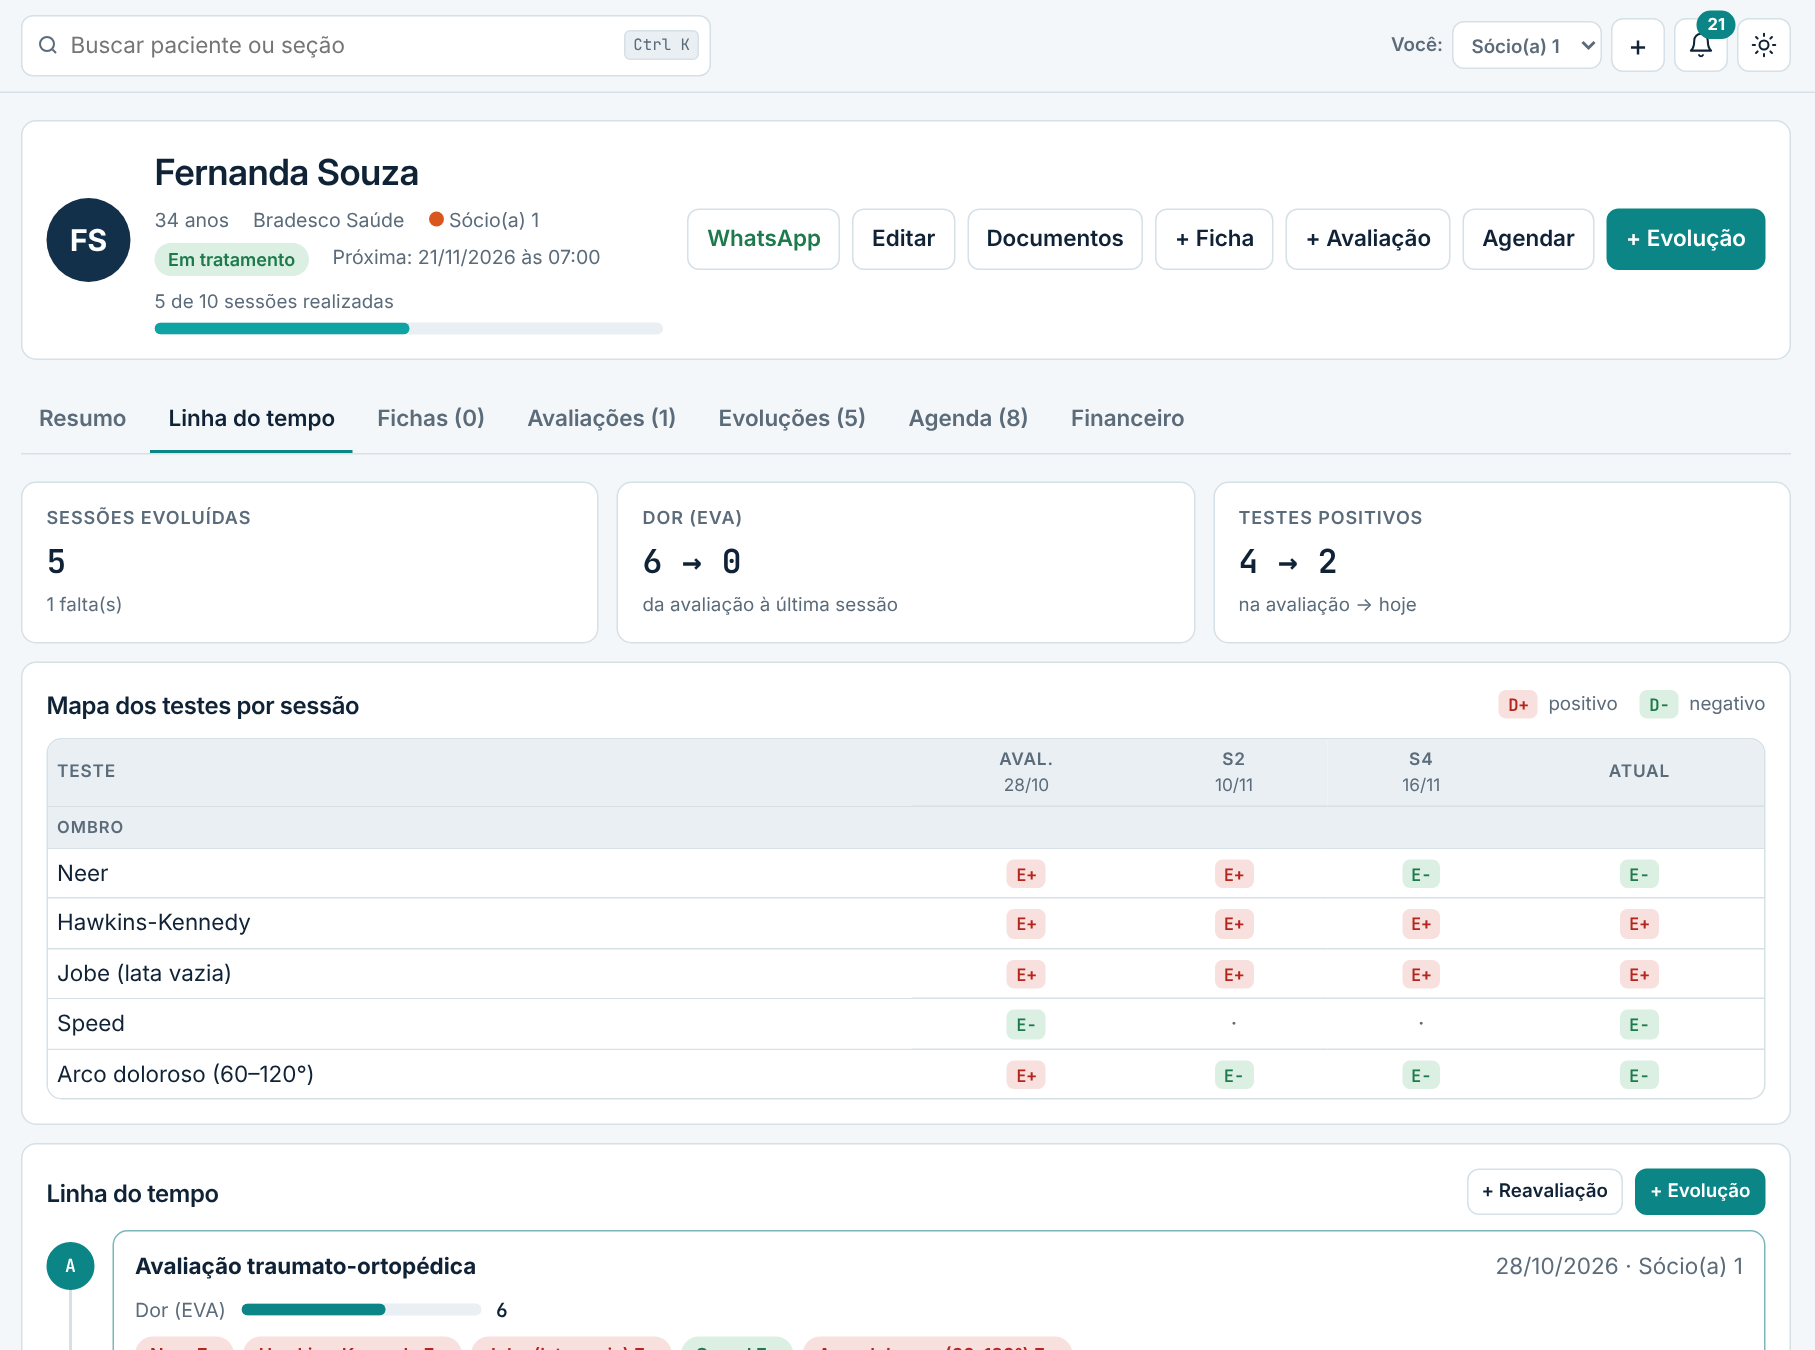 Buscar paciente ou seção
Ctrl K
Você:
Sócio(a) 1
+
21
FS
Fernanda Souza
34 anos
Bradesco Saúde
Sócio(a) 1
Em tratamento
Próxima: 21/11/2026 às 07:00
5 de 10 sessões realizadas
WhatsApp
Editar
Documentos
+ Ficha
+ Avaliação
Agendar
+ Evolução
Resumo
Linha do tempo
Fichas (0)
Avaliações (1)
Evoluções (5)
Agenda (8)
Financeiro
SESSÕES EVOLUÍDAS
5
1 falta(s)
DOR (EVA)
6 → 0
da avaliação à última sessão
TESTES POSITIVOS
4 → 2
na avaliação → hoje
Mapa dos testes por sessão
D+ positivo
D- negativo
TESTE
AVAL.
28/10
S2
10/11
S4
16/11
ATUAL
OMBRO
Neer E+ E+ E- E-
Hawkins-Kennedy E+ E+ E+ E+
Jobe (lata vazia) E+ E+ E+ E+
Speed E- · · E-
Arco doloroso (60–120°) E+ E- E- E-
Linha do tempo
+ Reavaliação
+ Evolução
A
Avaliação traumato-ortopédica
28/10/2026 · Sócio(a) 1
Dor (EVA)
6